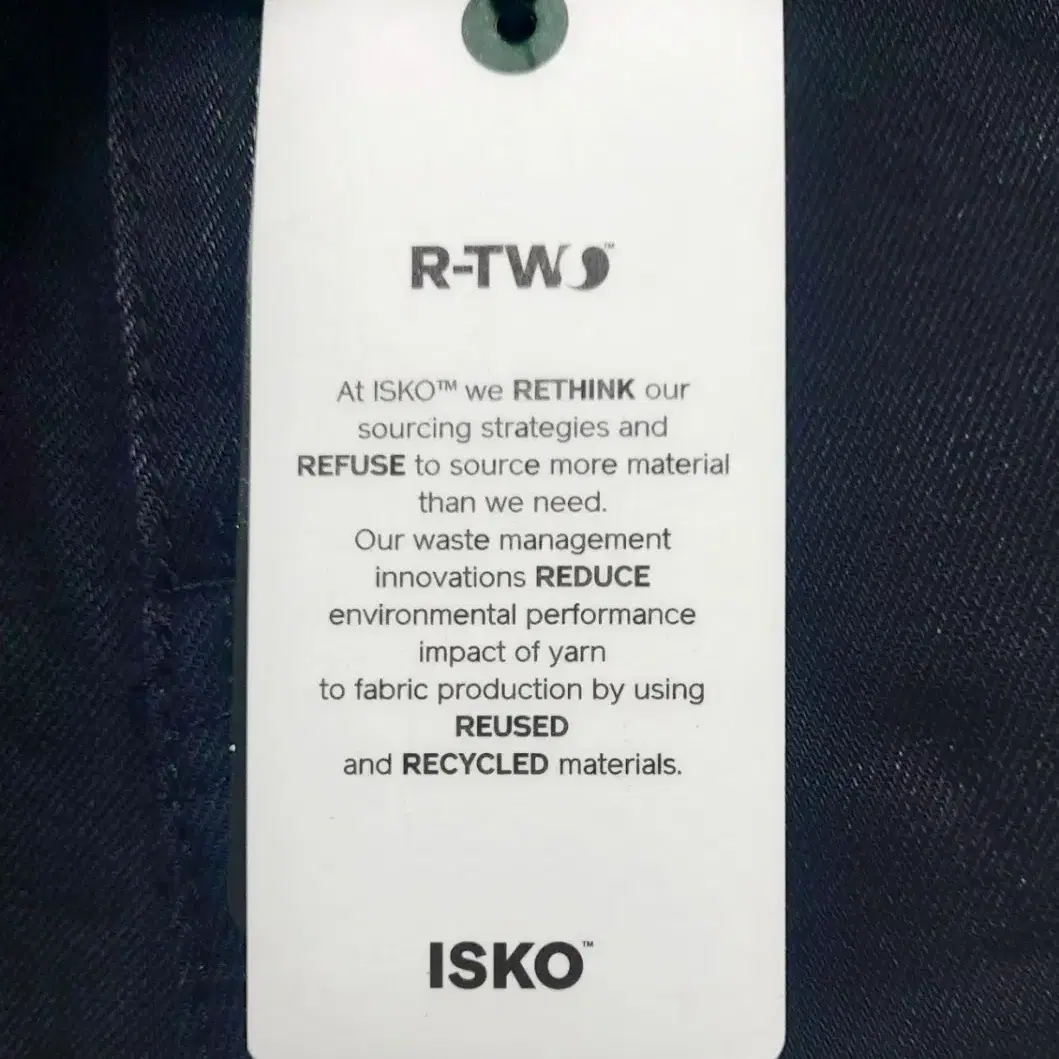 R-TWO™
At ISKO™ we RETHINK our
sourcing strategies and
REFUSE to source more material
than we need.
Our waste management
innovations REDUCE
environmental performance
impact of yarn
to fabric production by using
REUSED
and RECYCLED materials.
ISKO™